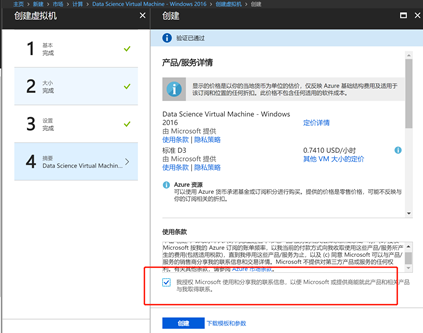 主页 > 新建 > 市场 > 计算 > Data Science Virtual Machine - Windows 2016 > 创建虚拟机 > 创建
创建虚拟机
创建
1 基本
完成
2 大小
完成
3 设置
完成
4 摘要
Data Science Virtual Machin...
验证已通过
产品/服务详情
显示的价格是以你的当地货币为单位的估价，仅反映 Azure 基础结构费用及适用于
该订阅和位置的任何折扣。此价格不包含任何适用的软件成本。
Data Science Virtual Machine - Windows
2016
定价详情
由 Microsoft 提供
使用条款 | 隐私策略
标准 D3
0.7410 USD/小时
由 Microsoft 提供
其他 VM 大小的定价
使用条款 | 隐私策略
Azure 资源
可以使用 Azure 货币承诺基金或订阅积分进行购买。提供的价格是零售价格，可能不反映与
你的订阅相关的折扣。
使用条款
Microsoft 按我的 Azure 订阅的账单频率，以我当前的付款方式向我收取使用这些产品/服务所产
生的费用(包括适用税款)，直到我停用这些产品/服务为止，以及 (c) 同意 Microsoft 可以与产品/
服务的销售商分享我的联系信息和交易详情。Microsoft 不提供对第三方产品或服务的任何权
利。有关其他条款，请参阅 Azure 市场条款。
我授权 Microsoft 使用和分享我的联系信息，以便 Microsoft 或提供商能就此产品和相关产品
与我取得联系。
创建
下载模板和参数